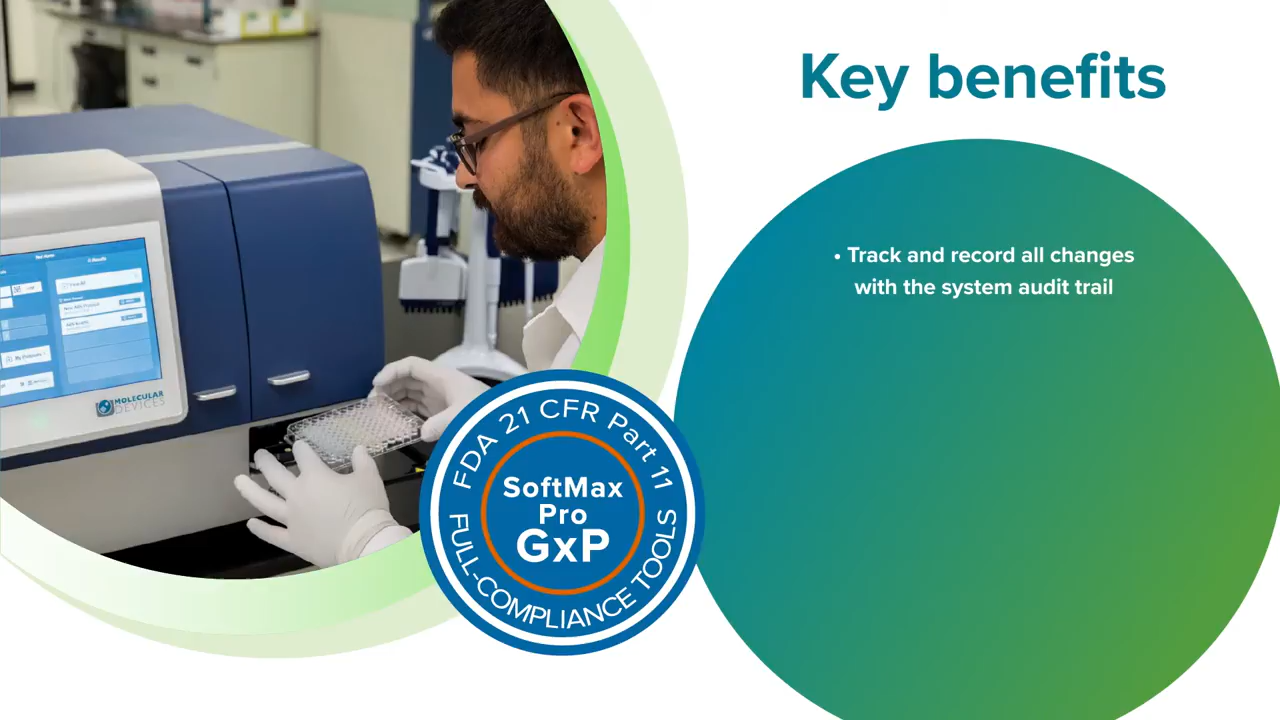 Key benefits
• Track and record all changes
with the system audit trail
FDA 21 CFR Part 11
SoftMax
Pro
GxP
FULL-COMPLIANCE TOOLS
MOLECULAR
DEVICES